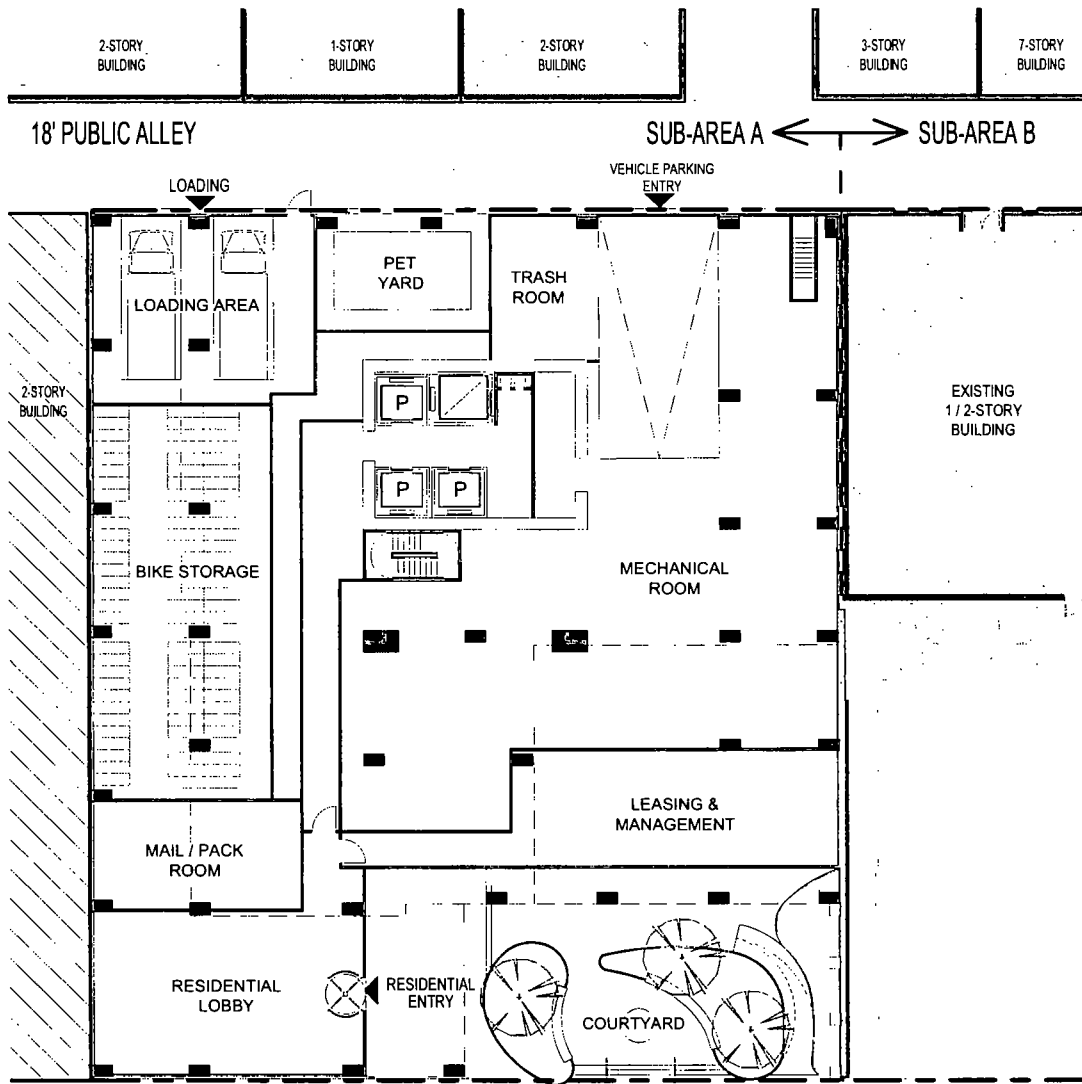 2-STORY
BUILDING
1-STORY
BUILDING
2-STORY
BUILDING
3-STORY
BUILDING
7-STORY
BUILDING
18' PUBLIC ALLEY
SUB-AREA A
SUB-AREA B
LOADING
VEHICLE PARKING
ENTRY
PET
YARD
TRASH
ROOM
LOADING AREA
2-STORY
BUILDING
P
EXISTING
1 / 2-STORY
BUILDING
P
P
BIKE STORAGE
MECHANICAL
ROOM
LEASING &
MANAGEMENT
MAIL / PACK
ROOM
RESIDENTIAL
LOBBY
RESIDENTIAL
ENTRY
COURTYARD